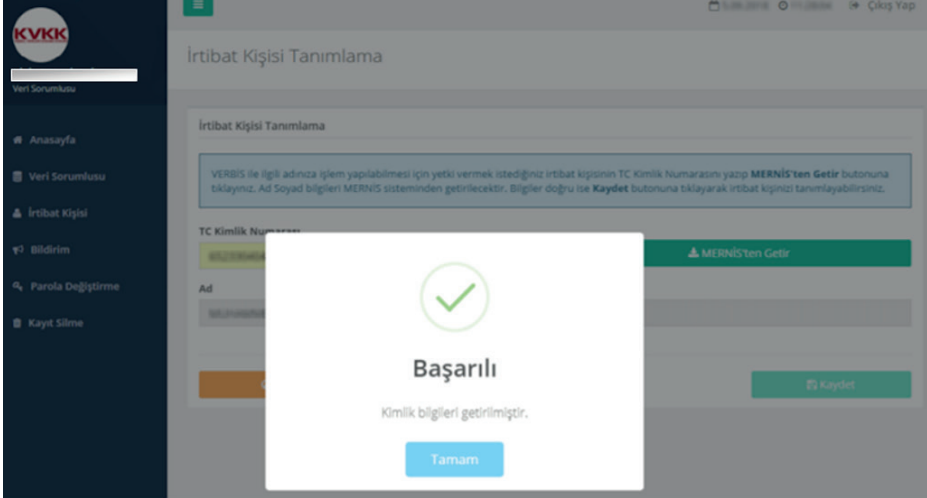 KVKK
Veri Sorumlusu
Anasayfa
Veri Sorumlusu
İrtibat Kişisi
Bildirim
Parola Değiştirme
Kayıt Silme
Çıkış Yap
İrtibat Kişisi Tanımlama
İrtibat Kişisi Tanımlama
VERBİS ile ilgili adınıza işlem yapılabilmesi için yetki vermek istediğiniz irtibat kişisinin TC Kimlik Numarasını yazıp MERNİS'ten Getir butonuna
tıklayınız. Ad Soyad bilgileri MERNİS sisteminden getirilecektir. Bilgiler doğru ise Kaydet butonuna tıklayarak irtibat kişinizi tanımlayabilirsiniz.
TC Kimlik Numarası
MERNİS'ten Getir
Ad
Kaydet
Başarılı
Kimlik bilgileri getirilmiştir.
Tamam